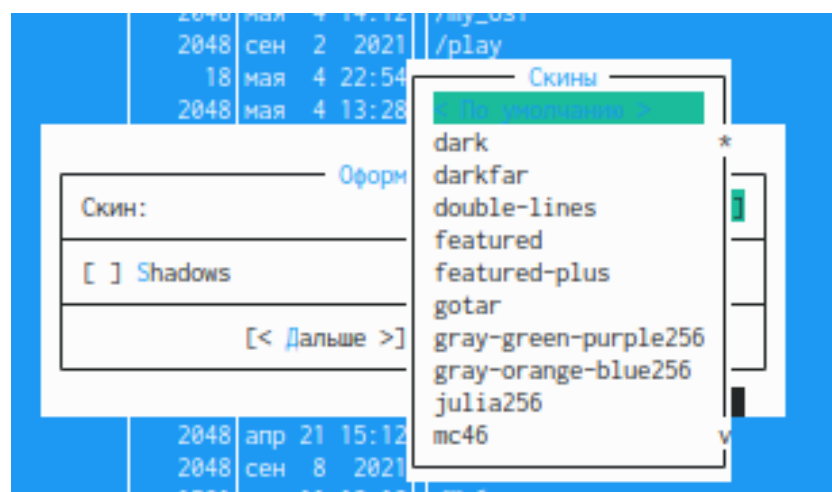 2048 мая 4 14:12 /my_ost
2048 сен 2 2021 /play
18 мая 4 22:54
2048 мая 4 13:28
Скины
< По умолчанию >
dark *
darkfar
double-lines
featured
featured-plus
gotar
gray-green-purple256
gray-orange-blue256
julia256
mc46 v
Оформ
Скин: ]
[ ] Shadows
[< Дальше >]
2048 апр 21 15:12
2048 сен 8 2021